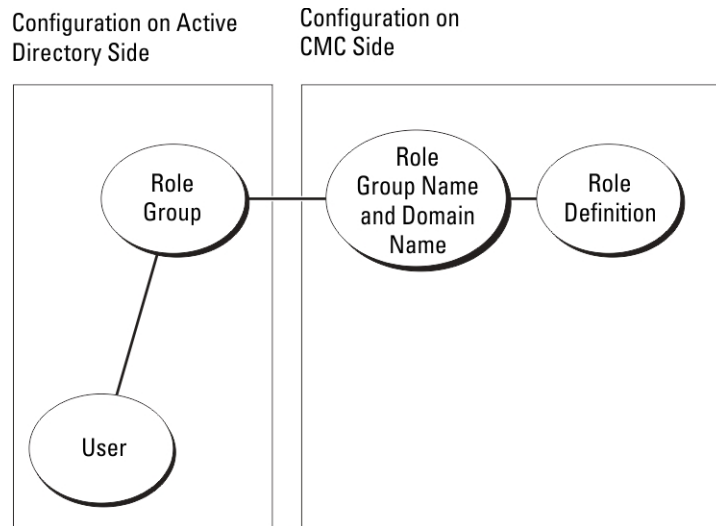 Configuration on Active
Directory Side
Configuration on
CMC Side
Role
Group
Role
Group Name
and Domain
Name
Role
Definition
User